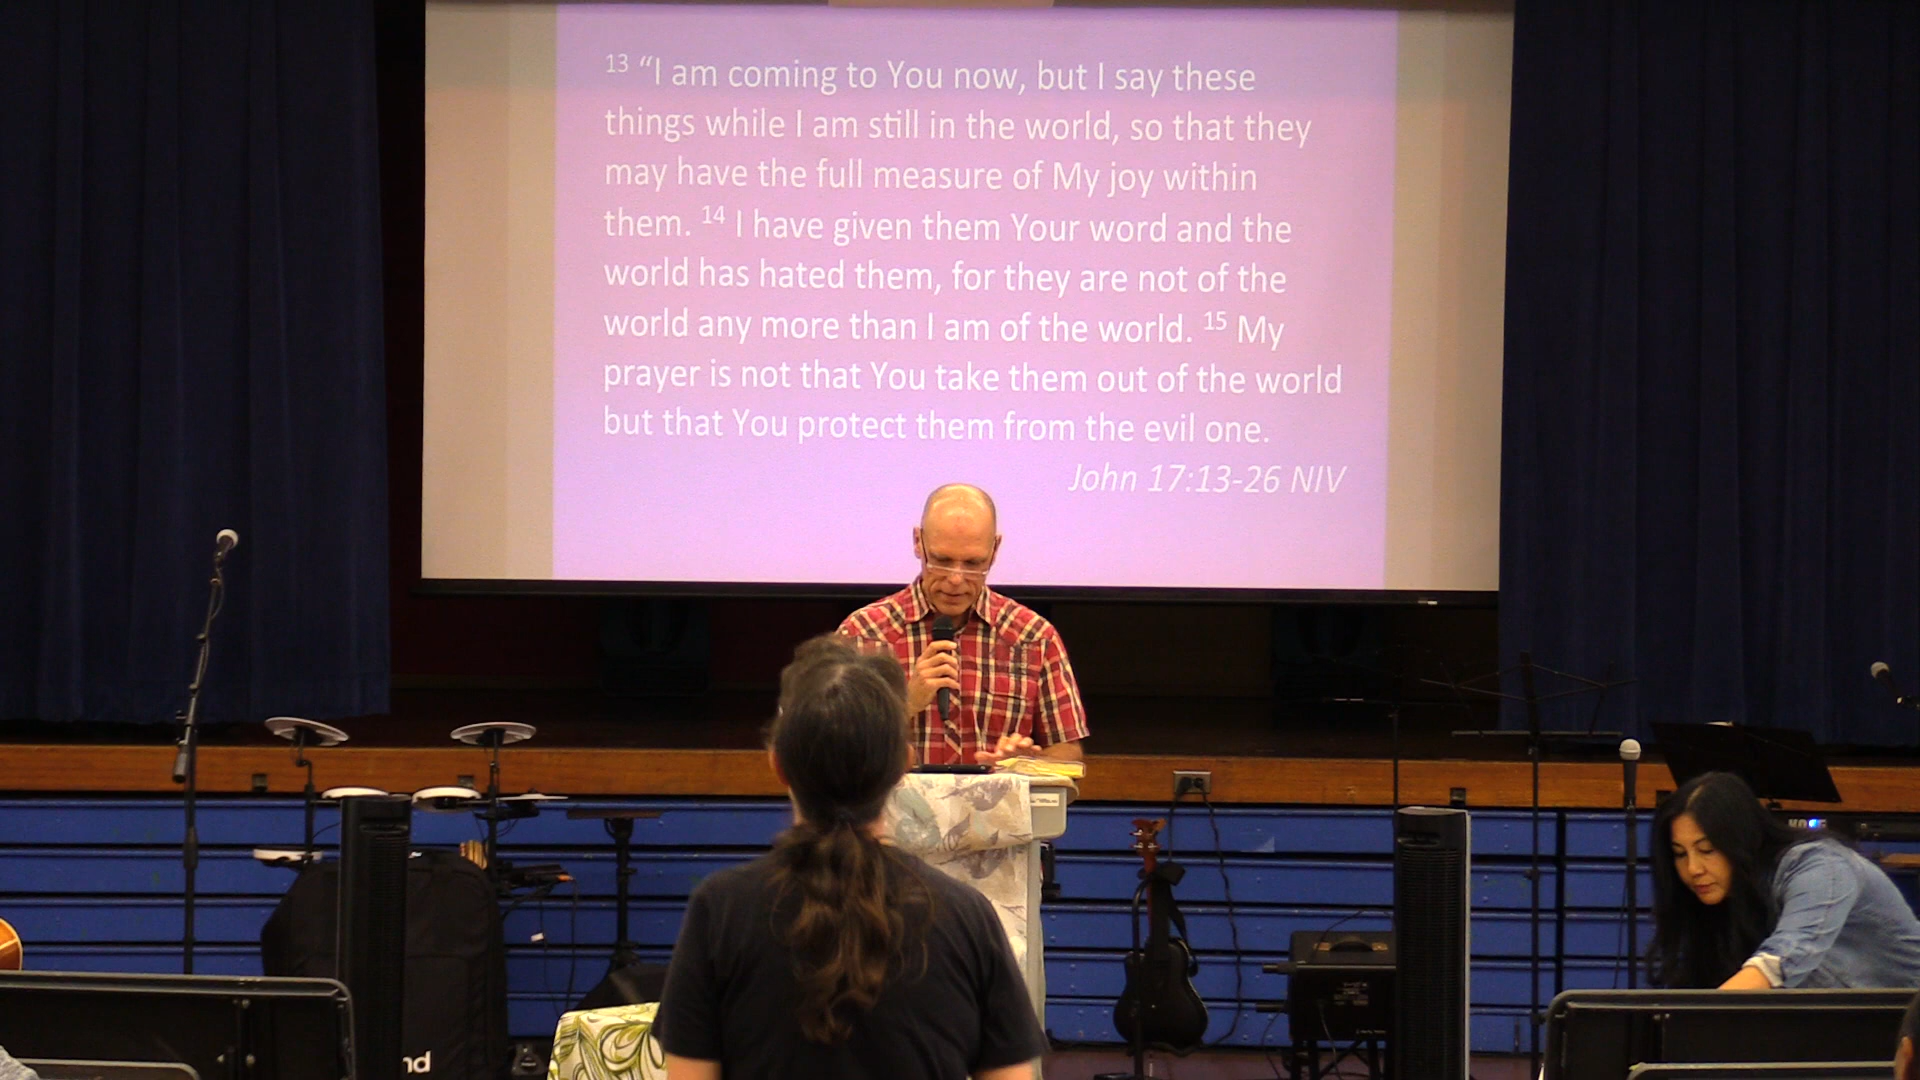 13 “I am coming to You now, but I say these
things while I am still in the world, so that they
may have the full measure of My joy within
them. 14 I have given them Your word and the
world has hated them, for they are not of the
world any more than I am of the world. 15 My
prayer is not that You take them out of the world
but that You protect them from the evil one.
John 17:13-26 NIV